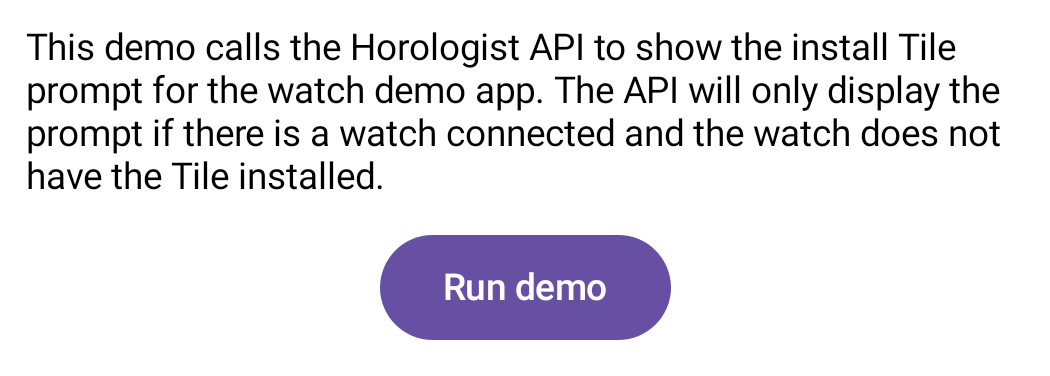 This demo calls the Horologist API to show the install Tile
prompt for the watch demo app. The API will only display the
prompt if there is a watch connected and the watch does not
have the Tile installed.
Run demo